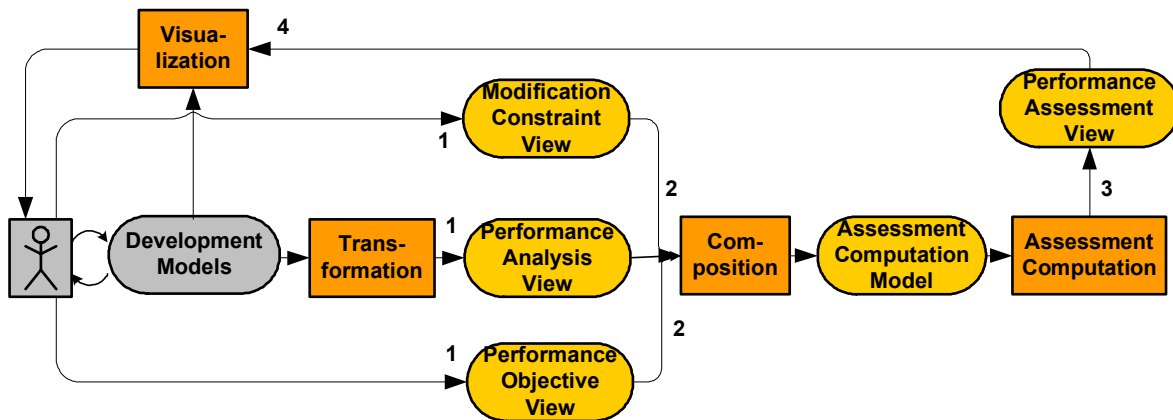 Visua-
lization
4
Modification
Constraint
View
1
Performance
Assessment
View
2
3
Development
Models
Trans-
formation
1
Performance
Analysis
View
Com-
position
Assessment
Computation
Model
Assessment
Computation
2
1
Performance
Objective
View